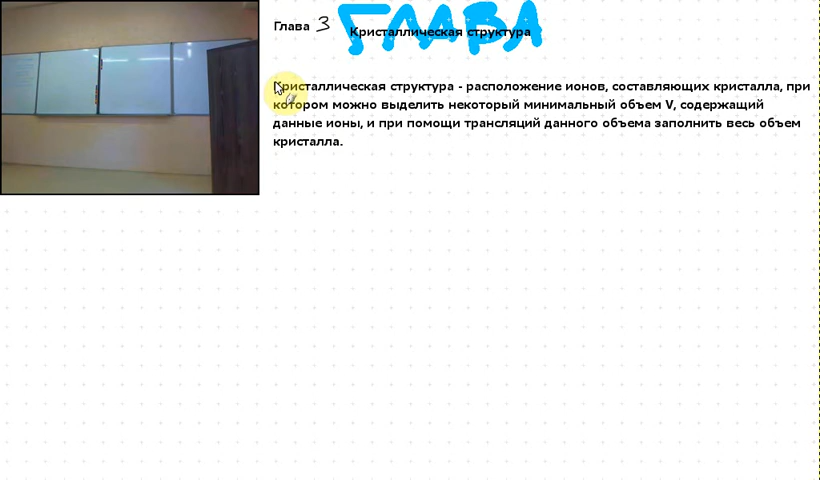 Глава 3 ГЛАВА
Кристаллическая структура
Кристаллическая структура - расположение ионов, составляющих кристалла, при
котором можно выделить некоторый минимальный объем V, содержащий
данные ионы, и при помощи трансляций данного объема заполнить весь объем
кристалла.